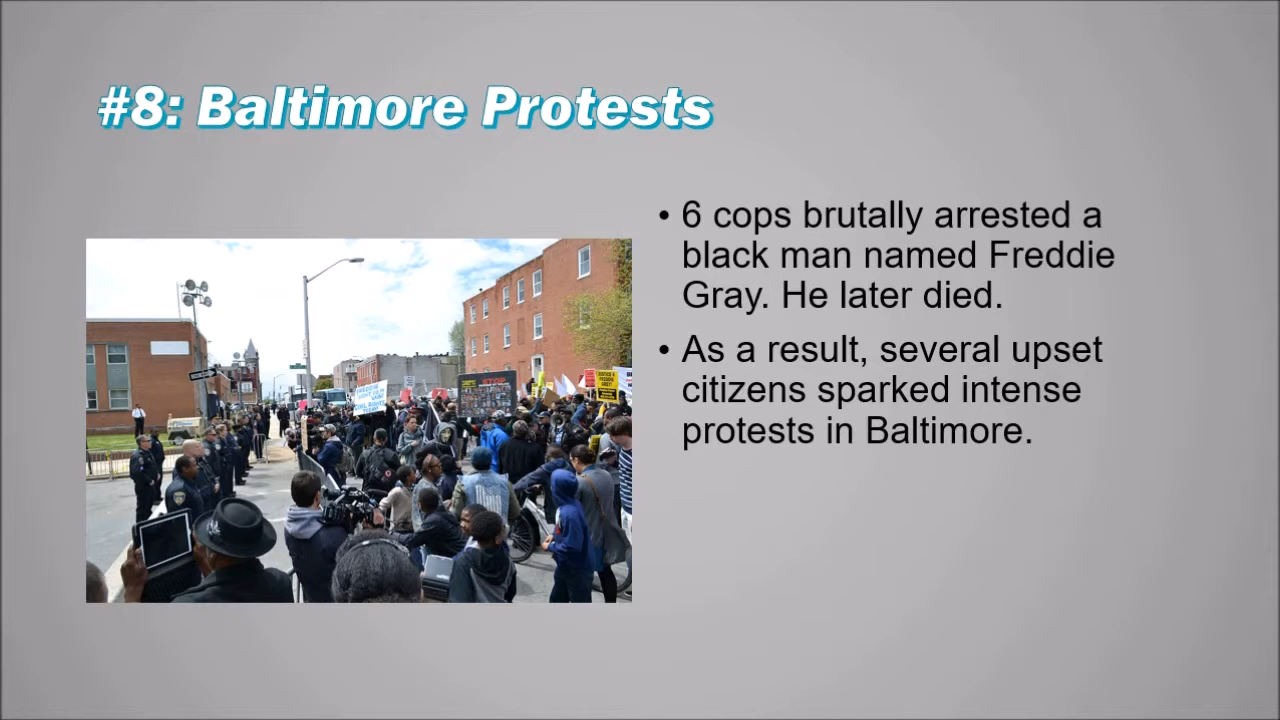 #8: Baltimore Protests
• 6 cops brutally arrested a
black man named Freddie
Gray. He later died.
• As a result, several upset
citizens sparked intense
protests in Baltimore.